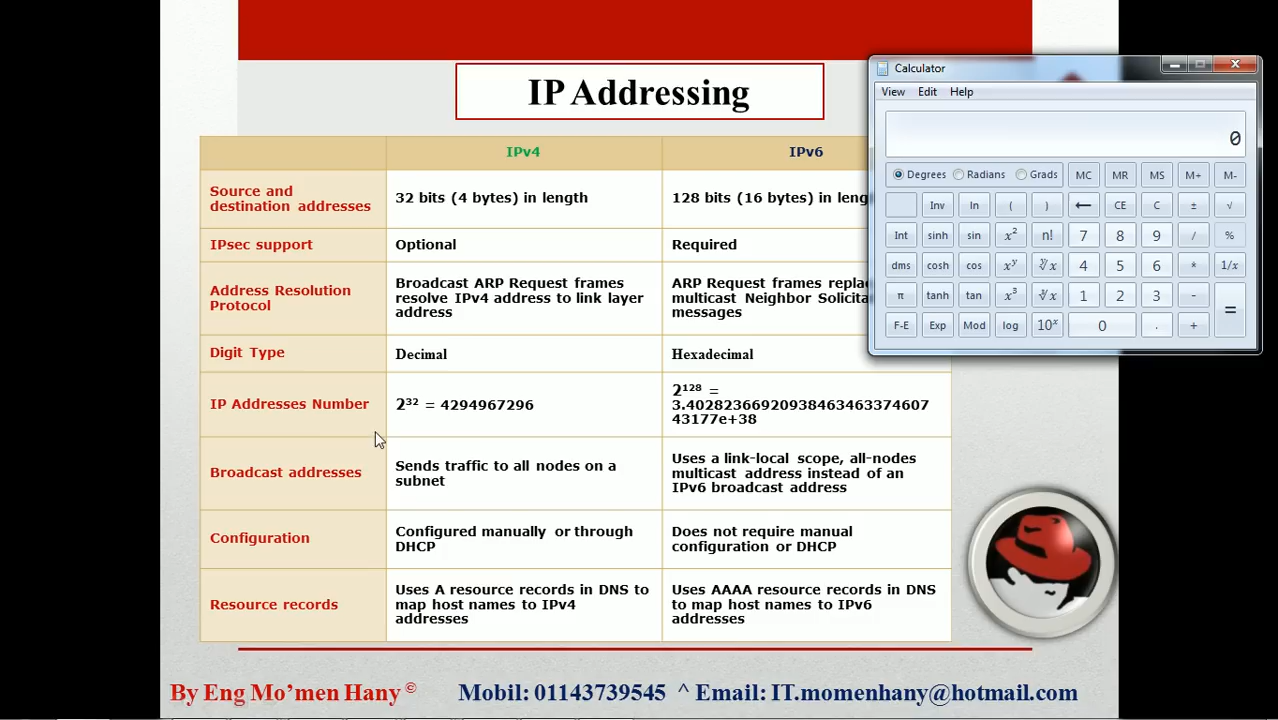 IP Addressing
IPv4
IPv6
Source and
destination addresses
32 bits (4 bytes) in length
128 bits (16 bytes) in leng
IPsec support
Optional
Required
Address Resolution
Protocol
Broadcast ARP Request frames
resolve IPv4 address to link layer
address
ARP Request frames repla
multicast Neighbor Solicita
messages
Digit Type
Decimal
Hexadecimal
IP Addresses Number
2³² = 4294967296
2¹²⁸ =
3.4028236692093846346337460​7
43177e+38
Broadcast addresses
Sends traffic to all nodes on a
subnet
Uses a link-local scope, all-nodes
multicast address instead of an
IPv6 broadcast address
Configuration
Configured manually or through
DHCP
Does not require manual
configuration or DHCP
Resource records
Uses A resource records in DNS to
map host names to IPv4
addresses
Uses AAAA resource records in DNS
to map host names to IPv6
addresses
By Eng Mo’men Hany © Mobil: 01143739545 ^ Email: IT.momenhany@hotmail.com
Calculator
View Edit Help
0
Degrees Radians Grads MC MR MS M+ M-
Inv ln ( ) ← CE C ± √
Int sinh sin x² n! 7 8 9 / %
dms cosh cos xʸ ʸ√x 4 5 6 * 1/x
π tanh tan x³ ³√x 1 2 3 - =
F-E Exp Mod log 10ˣ 0 . +